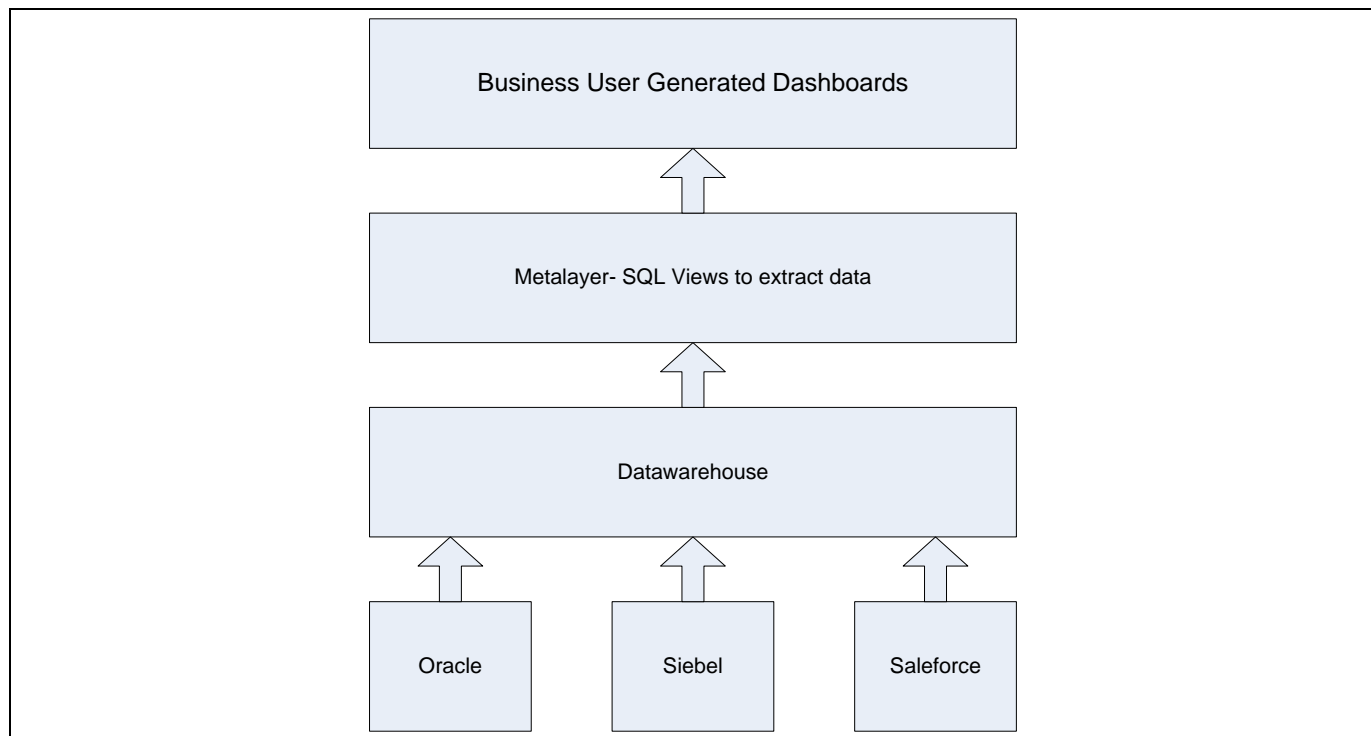 Business User Generated Dashboards
Metalayer- SQL Views to extract data
Datawarehouse
Oracle
Siebel
Saleforce